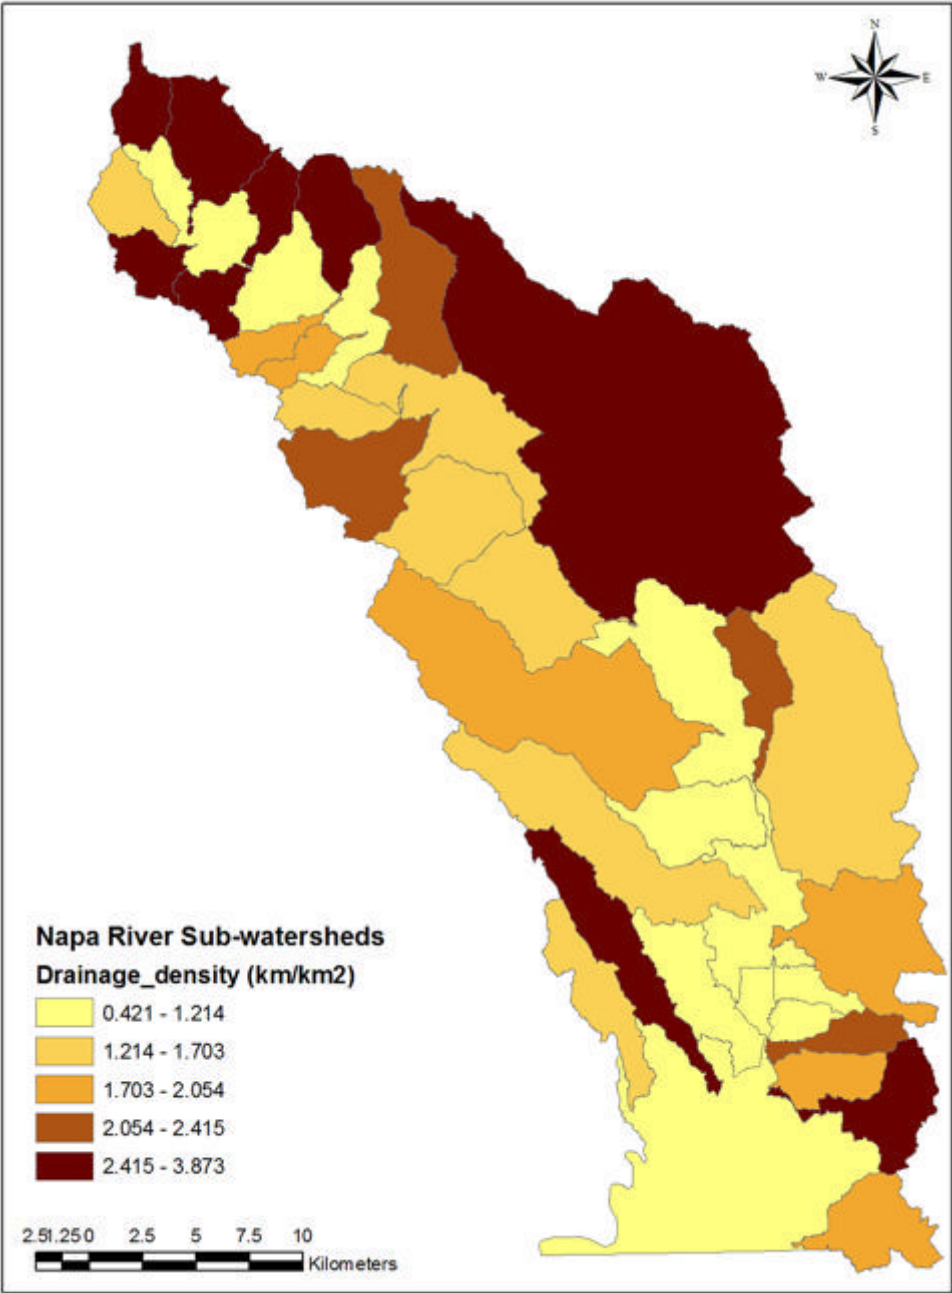 N
W E
S
Napa River Sub-watersheds
Drainage_density (km/km2)
0.421 - 1.214
1.214 - 1.703
1.703 - 2.054
2.054 - 2.415
2.415 - 3.873
2.51.25 0 2.5 5 7.5 10
Kilometers